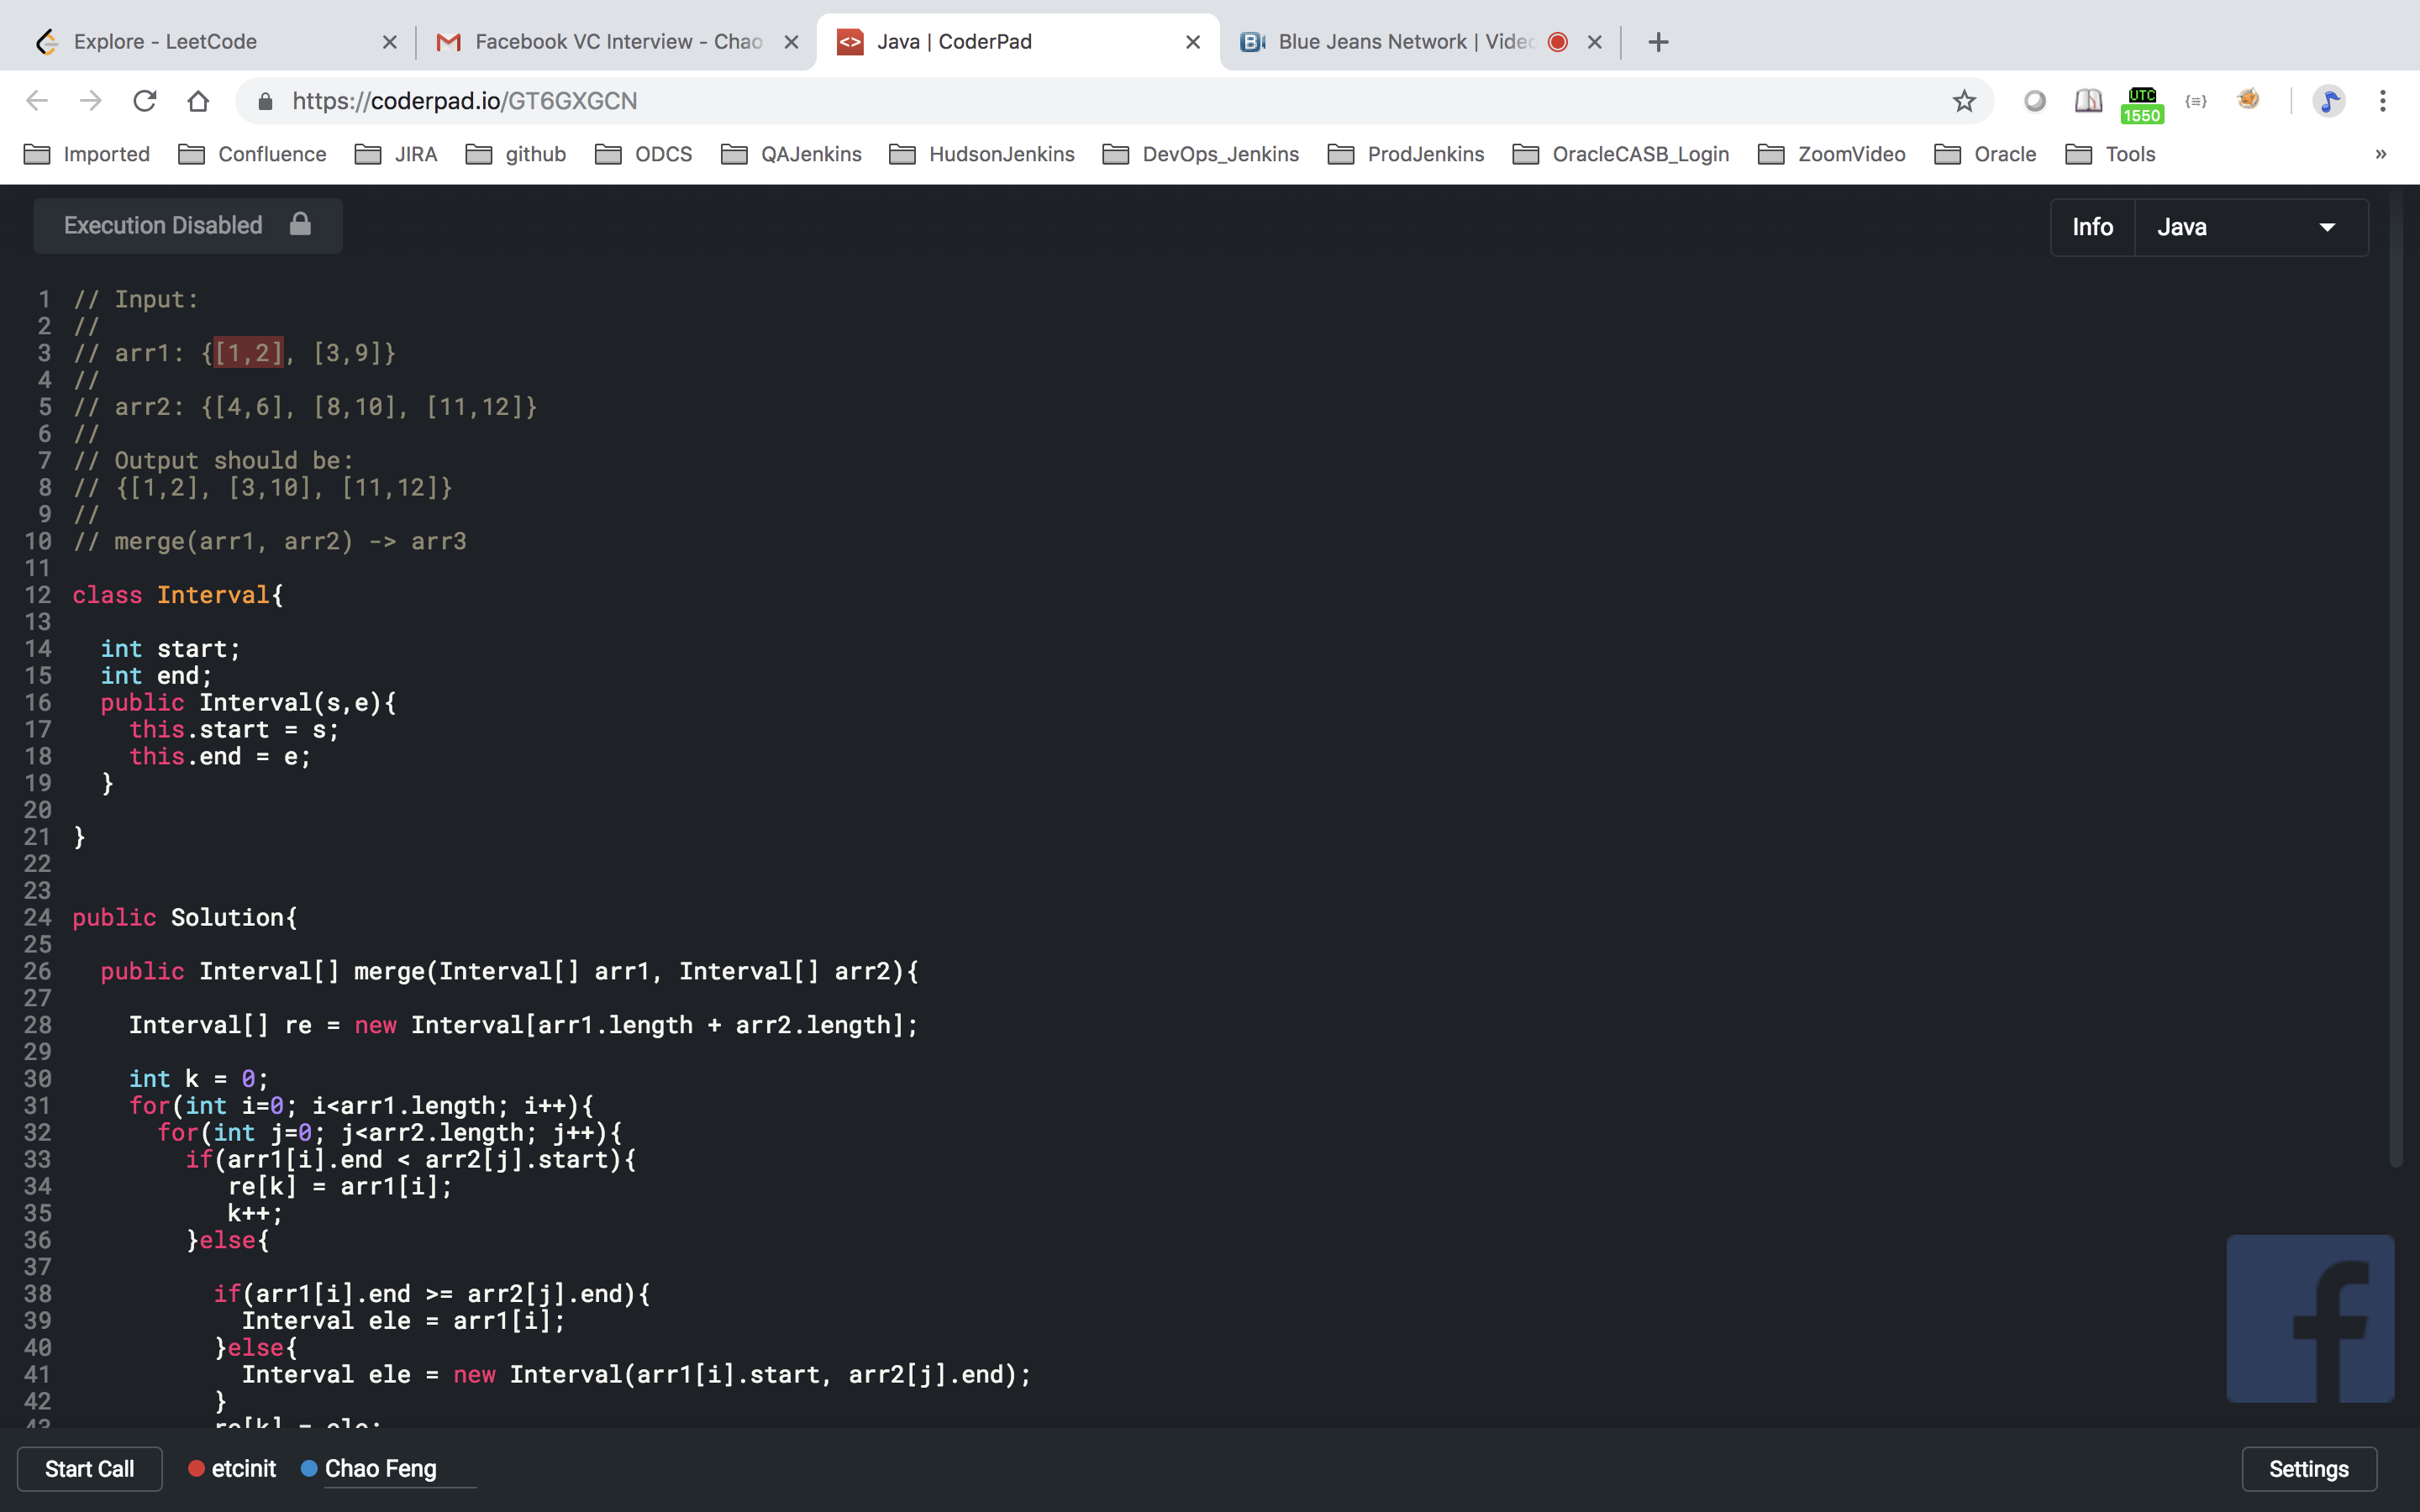 Explore - LeetCode
Facebook VC Interview - Chao
Java | CoderPad
Blue Jeans Network | Video
https://coderpad.io/GT6GXGCN
UTC
1550
Imported
Confluence
JIRA
github
ODCS
QAJenkins
HudsonJenkins
DevOps_Jenkins
ProdJenkins
OracleCASB_Login
ZoomVideo
Oracle
Tools
»
Execution Disabled
Info
Java
1 // Input:
2 //
3 // arr1: {[1,2], [3,9]}
4 //
5 // arr2: {[4,6], [8,10], [11,12]}
6 //
7 // Output should be:
8 // {[1,2], [3,10], [11,12]}
9 //
10 // merge(arr1, arr2) -> arr3
11
12 class Interval{
13
14   int start;
15   int end;
16   public Interval(s,e){
17     this.start = s;
18     this.end = e;
19   }
20
21 }
22
23
24 public Solution{
25
26   public Interval[] merge(Interval[] arr1, Interval[] arr2){
27
28     Interval[] re = new Interval[arr1.length + arr2.length];
29
30     int k = 0;
31     for(int i=0; i<arr1.length; i++){
32       for(int j=0; j<arr2.length; j++){
33         if(arr1[i].end < arr2[j].start){
34            re[k] = arr1[i];
35            k++;
36         }else{
37
38           if(arr1[i].end >= arr2[j].end){
39             Interval ele = arr1[i];
40           }else{
41             Interval ele = new Interval(arr1[i].start, arr2[j].end);
42           }
43           re[k] = ele;
Start Call
etcinit
Chao Feng
Settings